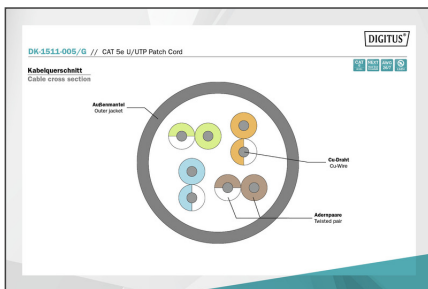 DIGITUS®
DK-1511-005/G // CAT 5e U/UTP Patch Cord
Kabelquerschnitt
Cable cross section
Außenmantel
Outer jacket
Cu-Draht
Cu-Wire
Adernpaare
Twisted pair